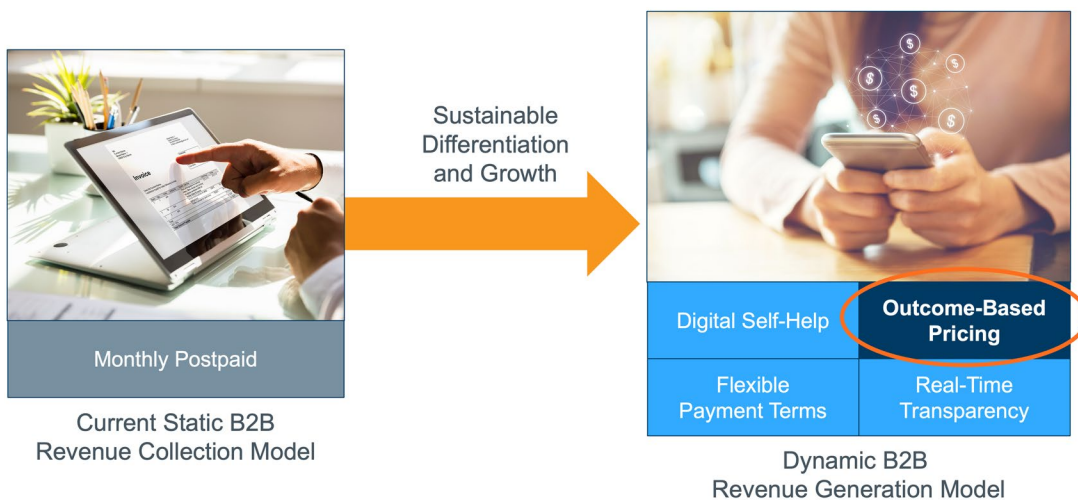 Invoice
Monthly Postpaid
Current Static B2B
Revenue Collection Model
Sustainable
Differentiation
and Growth
$
$
$
$
$
$
Digital Self-Help
Outcome-Based
Pricing
Flexible
Payment Terms
Real-Time
Transparency
Dynamic B2B
Revenue Generation Model